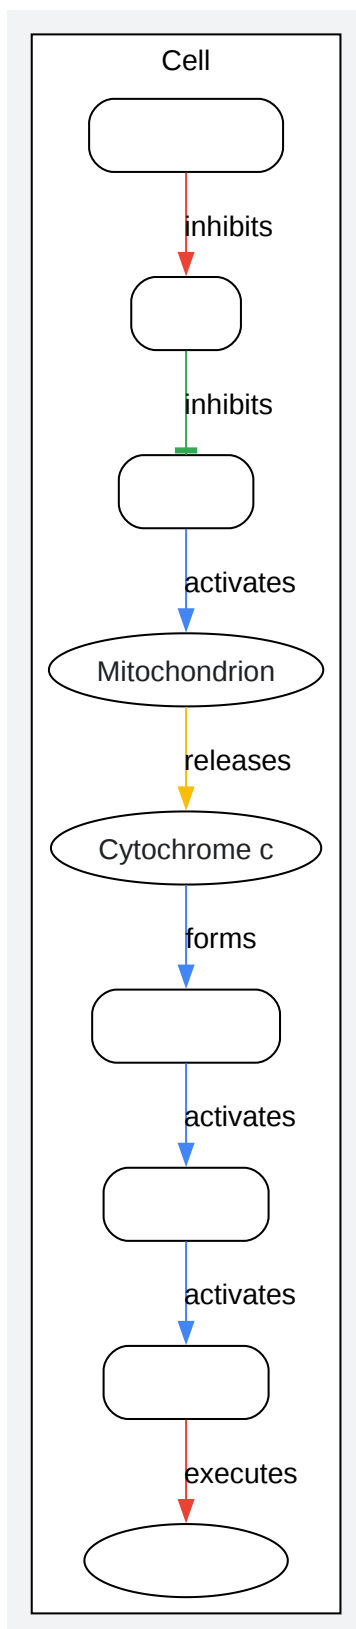 Cell
inhibits
inhibits
activates
Mitochondrion
releases
Cytochrome c
forms
activates
activates
executes